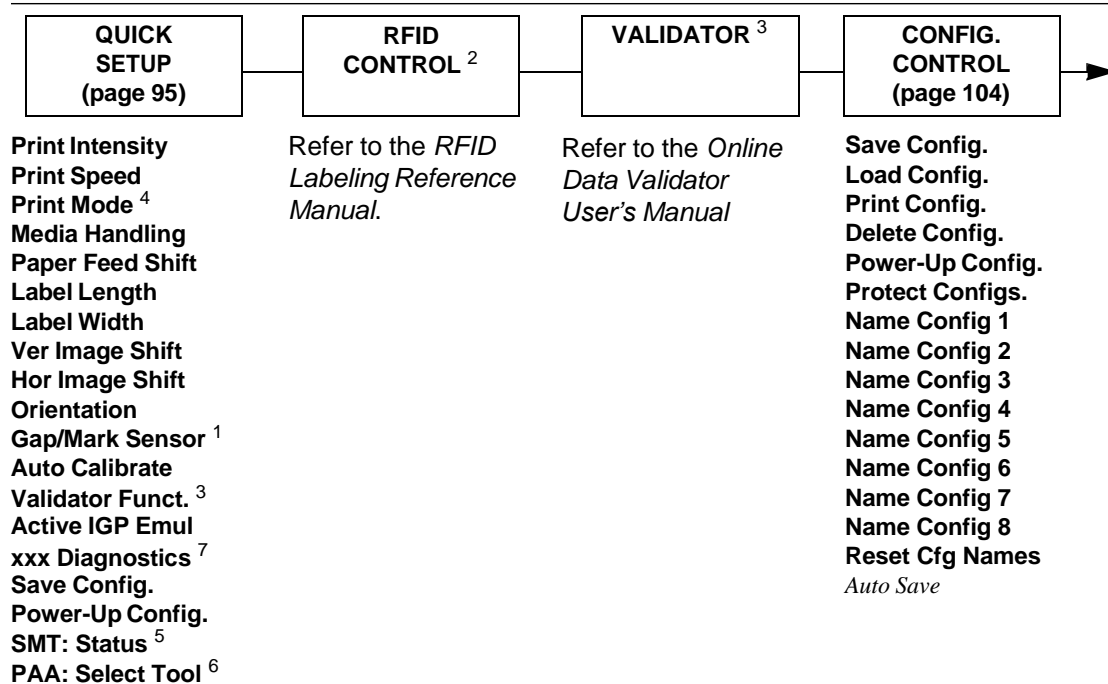 QUICK
SETUP
(page 95)
RFID
CONTROL 2
VALIDATOR 3
CONFIG.
CONTROL
(page 104)
Print Intensity
Print Speed
Print Mode 4
Media Handling
Paper Feed Shift
Label Length
Label Width
Ver Image Shift
Hor Image Shift
Orientation
Gap/Mark Sensor 1
Auto Calibrate
Validator Funct. 3
Active IGP Emul
xxx Diagnostics 7
Save Config.
Power-Up Config.
SMT: Status 5
PAA: Select Tool 6
Refer to the RFID
Labeling Reference
Manual.
Refer to the Online
Data Validator
User's Manual
Save Config.
Load Config.
Print Config.
Delete Config.
Power-Up Config.
Protect Configs.
Name Config 1
Name Config 2
Name Config 3
Name Config 4
Name Config 5
Name Config 6
Name Config 7
Name Config 8
Reset Cfg Names
Auto Save